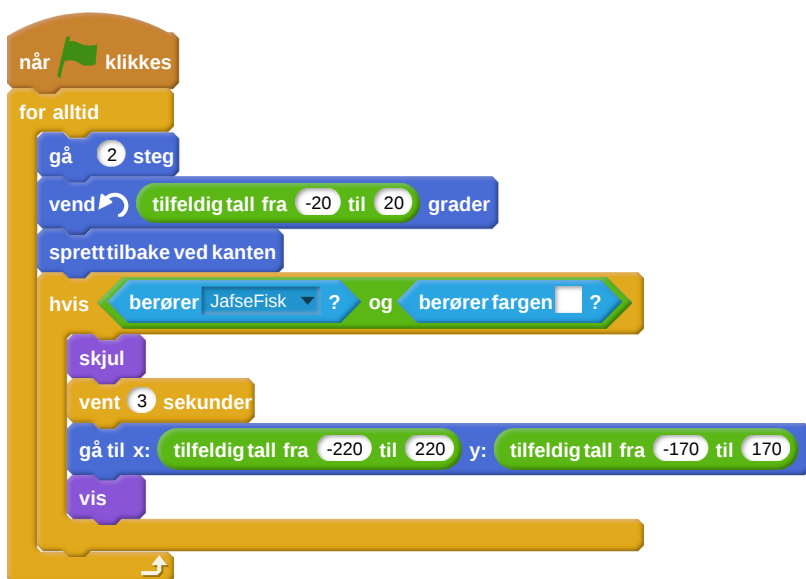 når klikkes
for alltid
gå 2 steg
vend tilfeldig tall fra -20 til 20 grader
sprett tilbake ved kanten
hvis berører JafseFisk ? og berører fargen ?
skjul
vent 3 sekunder
gå til x: tilfeldig tall fra -220 til 220 y: tilfeldig tall fra -170 til 170
vis